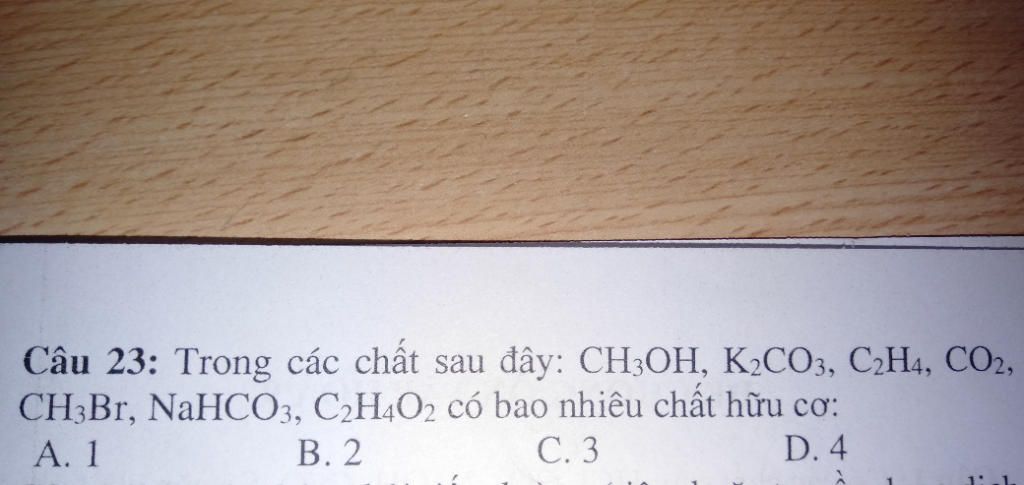 Câu 23: Trong các chất sau đây: CH₃OH, K₂CO₃, C₂H₄, CO₂,
CH₃Br, NaHCO₃, C₂H₄O₂ có bao nhiêu chất hữu cơ:
A. 1 B. 2 C. 3 D. 4